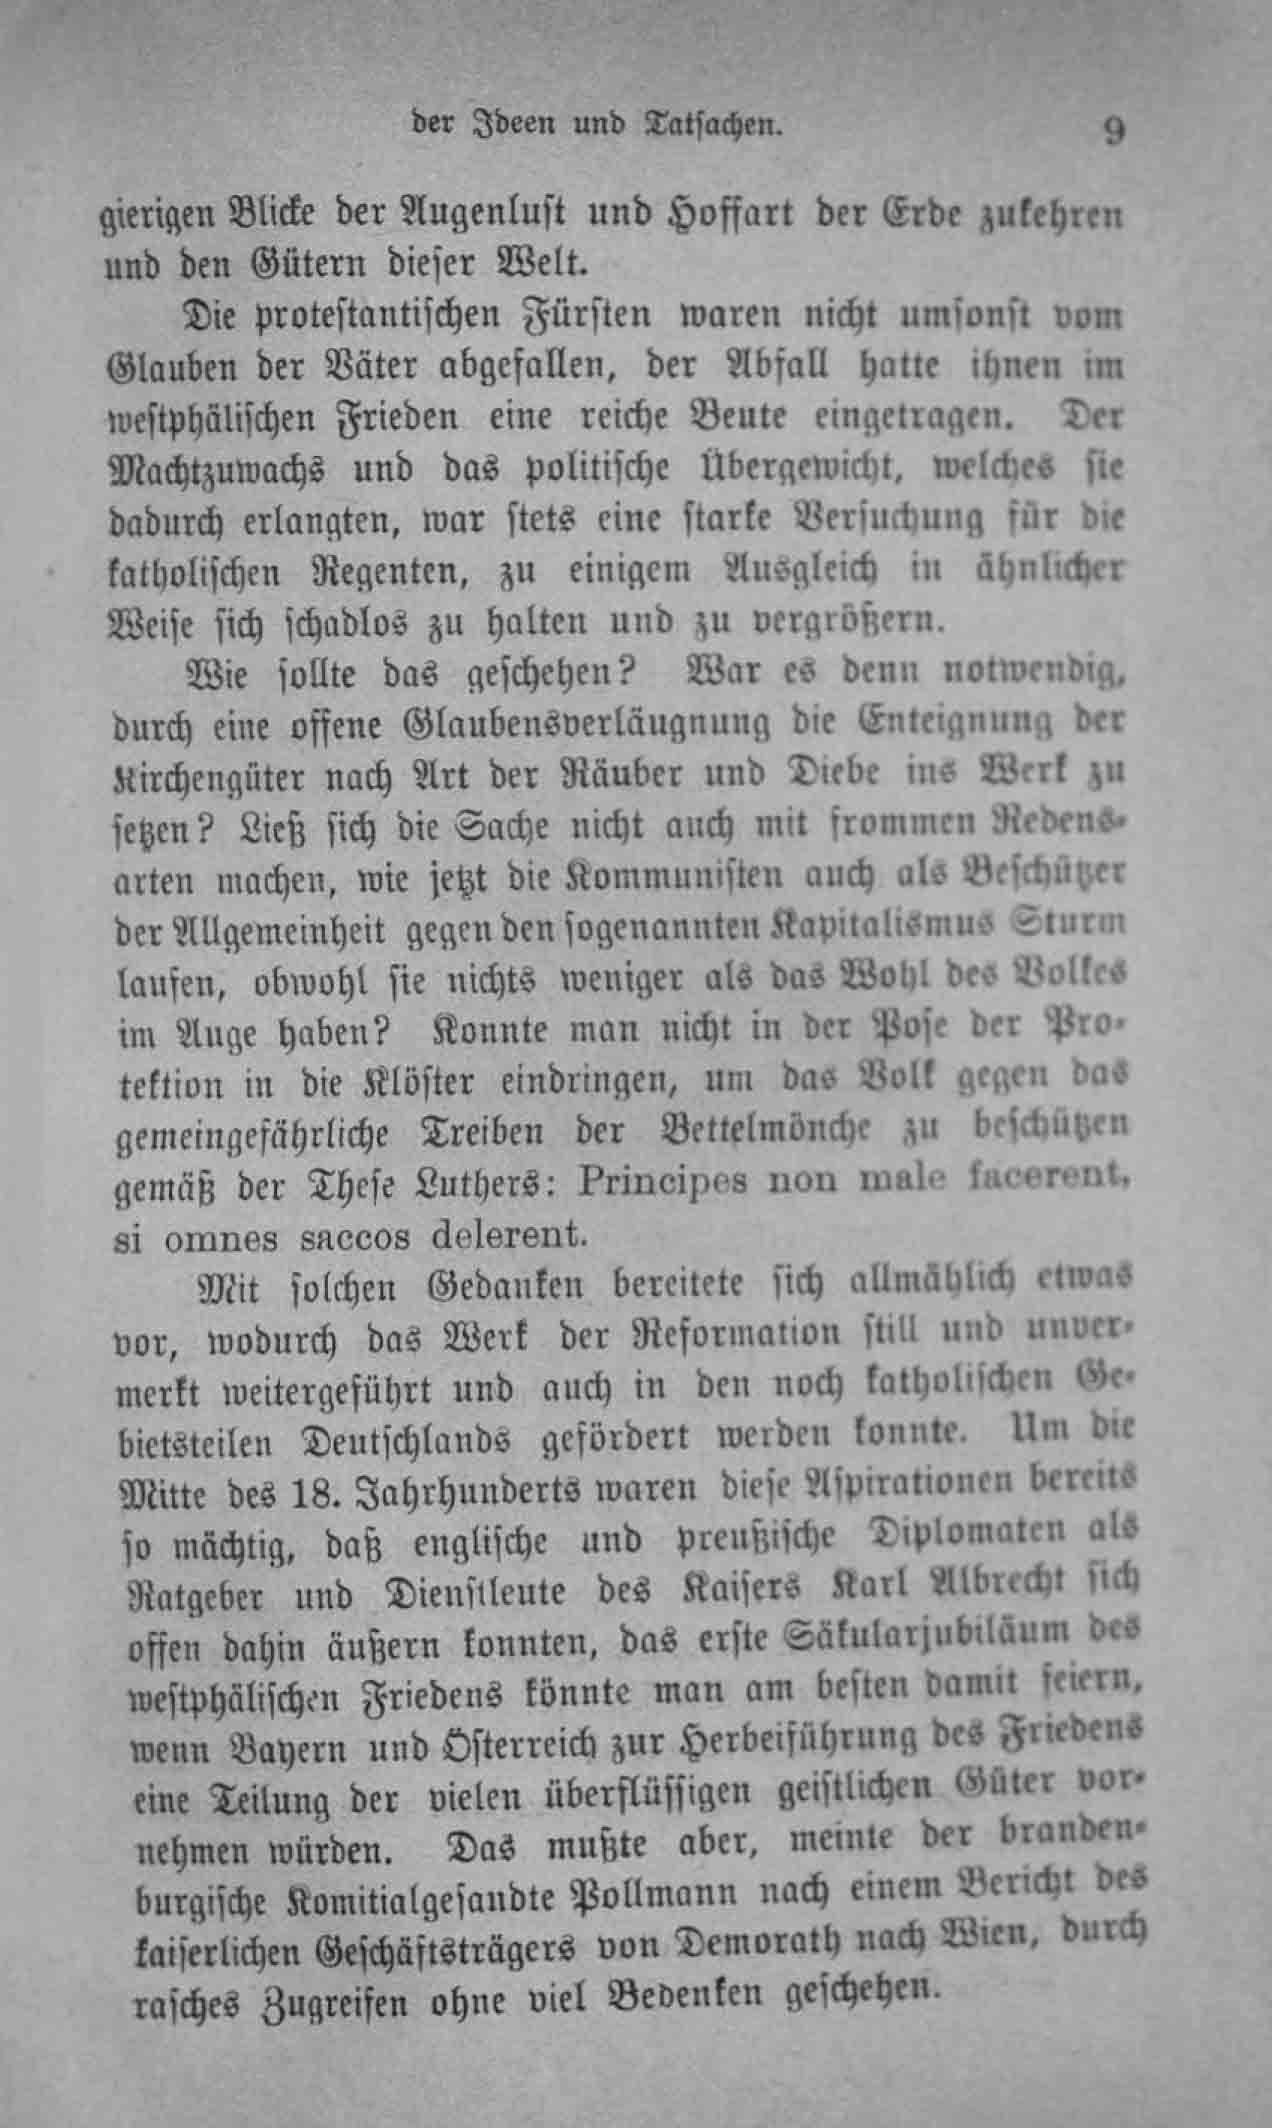 der Ideen und Tatsachen. 9
gierigen Blicke der Augenlust und Hoffart der Erde zukehren
und den Gütern dieser Welt.
Die protestantischen Fürsten waren nicht umsonst vom
Glauben der Väter abgefallen, der Abfall hatte ihnen im
westphälischen Frieden eine reiche Beute eingetragen. Der
Machtzuwachs und das politische Übergewicht, welches sie
dadurch erlangten, war stets eine starke Versuchung für die
katholischen Regenten, zu einigem Ausgleich in ähnlicher
Weise sich schadlos zu halten und zu vergrößern.
Wie sollte das geschehen? War es denn notwendig,
durch eine offene Glaubensverläugnung die Enteignung der
Kirchengüter nach Art der Räuber und Diebe ins Werk zu
setzen? Ließ sich die Sache nicht auch mit frommen Redens-
arten machen, wie jetzt die Kommunisten auch als Beschützer
der Allgemeinheit gegen den sogenannten Kapitalismus Sturm
laufen, obwohl sie nichts weniger als das Wohl des Volkes
im Auge haben? Konnte man nicht in der Pose der Pro-
tektion in die Klöster eindringen, um das Volk gegen das
gemeingefährliche Treiben der Bettelmönche zu beschützen
gemäß der These Luthers: Principes non male facerent,
si omnes saccos delerent.
Mit solchen Gedanken bereitete sich allmählich etwas
vor, wodurch das Werk der Reformation still und unver-
merkt weitergeführt und auch in den noch katholischen Ge-
bietsteilen Deutschlands gefördert werden konnte. Um die
Mitte des 18. Jahrhunderts waren diese Aspirationen bereits
so mächtig, daß englische und preußische Diplomaten als
Ratgeber und Dienstleute des Kaisers Karl Albrecht sich
offen dahin äußern konnten, das erste Säkularjubiläum des
westphälischen Friedens könnte man am besten damit feiern,
wenn Bayern und Österreich zur Herbeiführung des Friedens
eine Teilung der vielen überflüssigen geistlichen Güter vor-
nehmen würden. Das mußte aber, meinte der branden-
burgische Komitialgesandte Pollmann nach einem Bericht des
kaiserlichen Geschäftsträgers von Demorath nach Wien, durch
rasches Zugreifen ohne viel Bedenken geschehen.